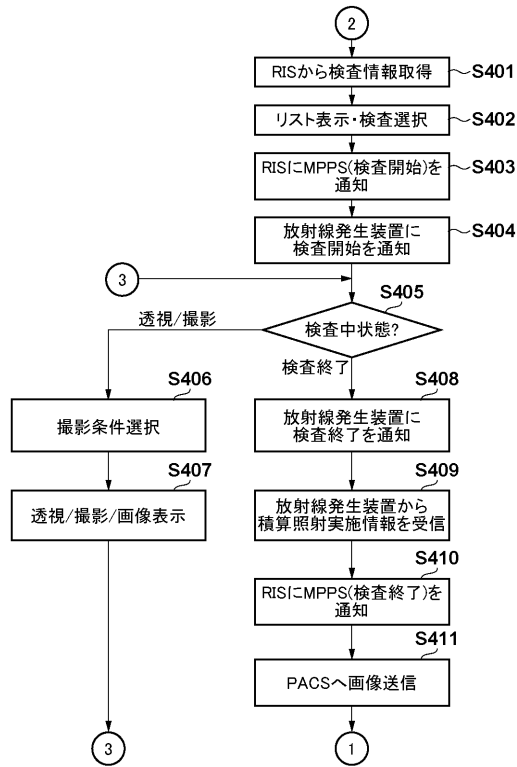 2
RISから検査情報取得
S401
リスト表示・検査選択
S402
RISにMPPS(検査開始)を
通知
S403
放射線発生装置に
検査開始を通知
S404
3
S405
検査中状態?
透視/撮影
検査終了
S406
撮影条件選択
S407
透視/撮影/画像表示
3
S408
放射線発生装置に
検査終了を通知
S409
放射線発生装置から
積算照射実施情報を受信
S410
RISにMPPS(検査終了)を
通知
S411
PACSへ画像送信
1